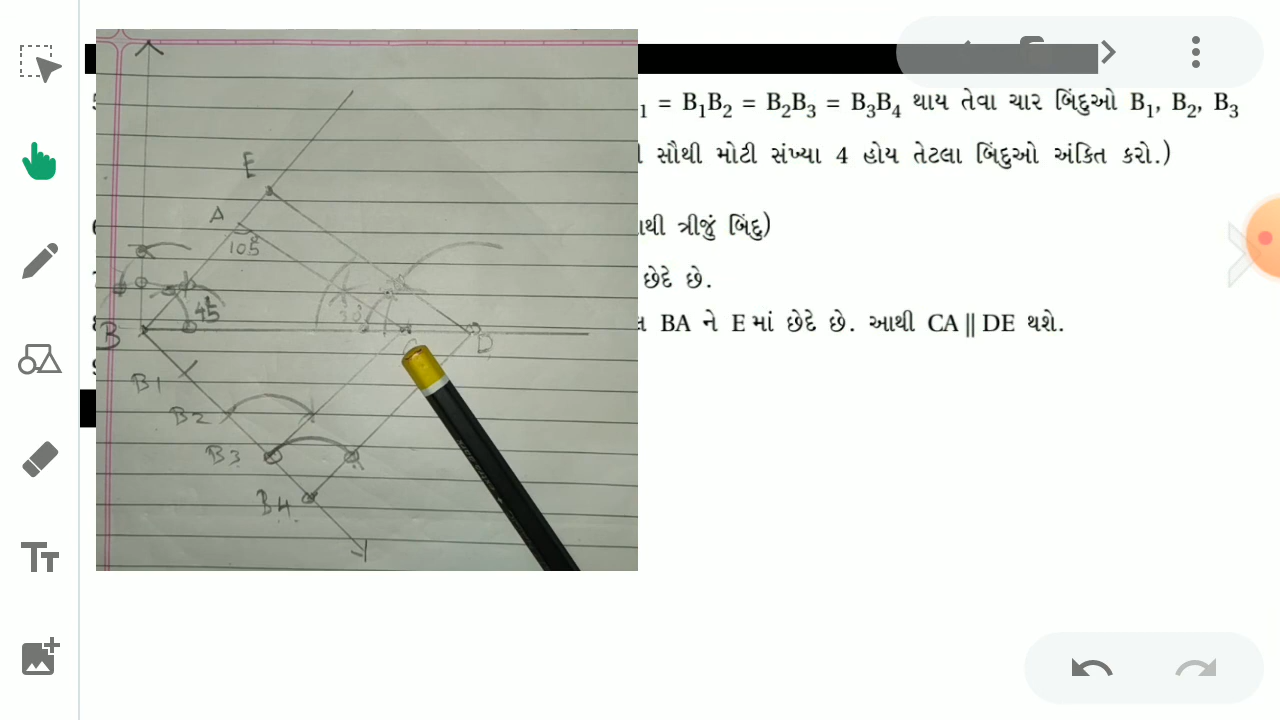 1 = B1B2 = B2B3 = B3B4 થાય તેવા ચાર બિંદુઓ B1, B2, B3
સૌથી મોટી સંખ્યા 4 હોય તેટલા બિંદુઓ અંકિત કરો.)
ત્રીજું બિંદુ)
છેદે છે.
BA ને E માં છેદે છે. આથી CA || DE થશે.
E
A
105
45
B
D
B1
B2
B3
B4
TT